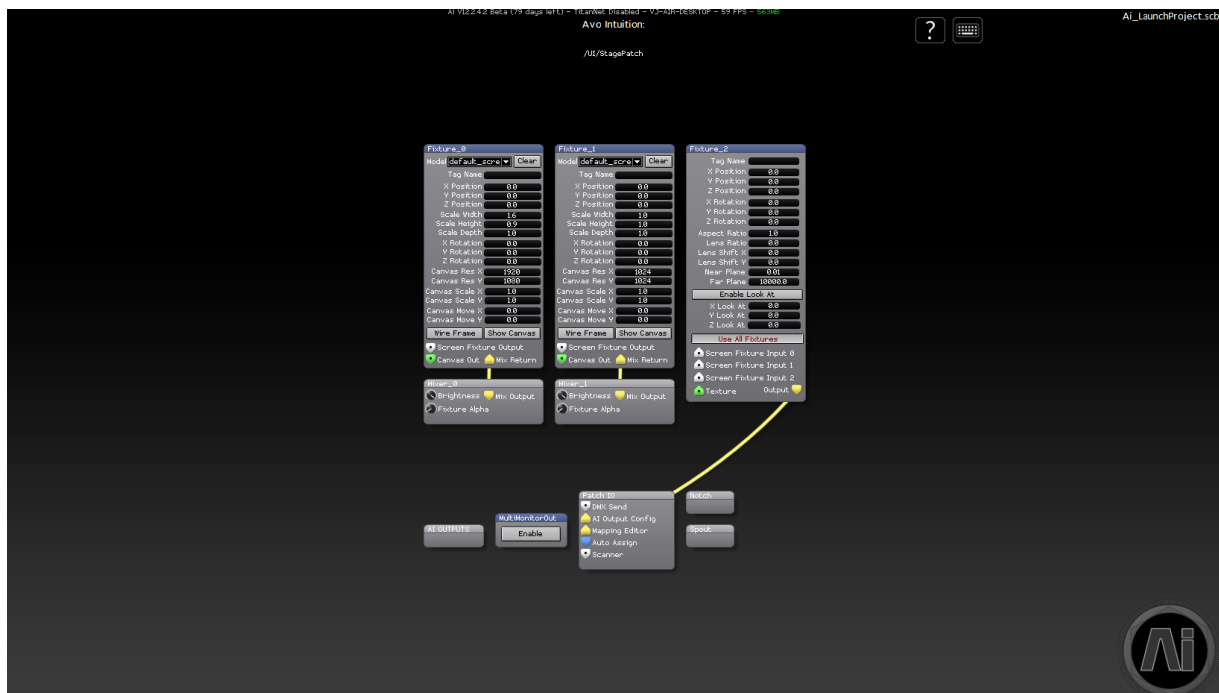 Ai V12.2.4.2 Beta (79 days left) - TitanNet Disabled - VJ-AIR-DESKTOP - 59 FPS - 563MB
Avo Intuition:
?
Ai_LaunchProject.scb
/UI/StagePatch
Fixture_0
Model default_scre Clear
Tag Name
X Position 0.0
Y Position 0.0
Z Position 0.0
Scale Width 1.6
Scale Height 0.9
Scale Depth 1.0
X Rotation 0.0
Y Rotation 0.0
Z Rotation 0.0
Canvas Res X 1920
Canvas Res Y 1080
Canvas Scale X 1.0
Canvas Scale Y 1.0
Canvas Move X 0.0
Canvas Move Y 0.0
Wire Frame Show Canvas
Screen Fixture Output
Canvas Out Mix Return
Mixer_0
Brightness Mix Output
Fixture Alpha
Fixture_1
Model default_scre Clear
Tag Name
X Position 0.0
Y Position 0.0
Z Position 0.0
Scale Width 1.0
Scale Height 1.0
Scale Depth 1.0
X Rotation 0.0
Y Rotation 0.0
Z Rotation 0.0
Canvas Res X 1024
Canvas Res Y 1024
Canvas Scale X 1.0
Canvas Scale Y 1.0
Canvas Move X 0.0
Canvas Move Y 0.0
Wire Frame Show Canvas
Screen Fixture Output
Canvas Out Mix Return
Mixer_1
Brightness Mix Output
Fixture Alpha
Fixture_2
Tag Name
X Position 0.0
Y Position 0.0
Z Position 0.0
X Rotation 0.0
Y Rotation 0.0
Z Rotation 0.0
Aspect Ratio 1.0
Lens Ratio 0.0
Lens Shift X 0.0
Lens Shift Y 0.0
Near Plane 0.01
Far Plane 10000.0
Enable Look At
X Look At 0.0
Y Look At 0.0
Z Look At 0.0
Use All Fixtures
Screen Fixture Input 0
Screen Fixture Input 1
Screen Fixture Input 2
Texture Output
AI OUTPUTS
MultiMonitorOut
Enable
Patch IO
DMX Send
AI Output Config
Mapping Editor
Auto Assign
Scanner
Notch
Spout
Ai